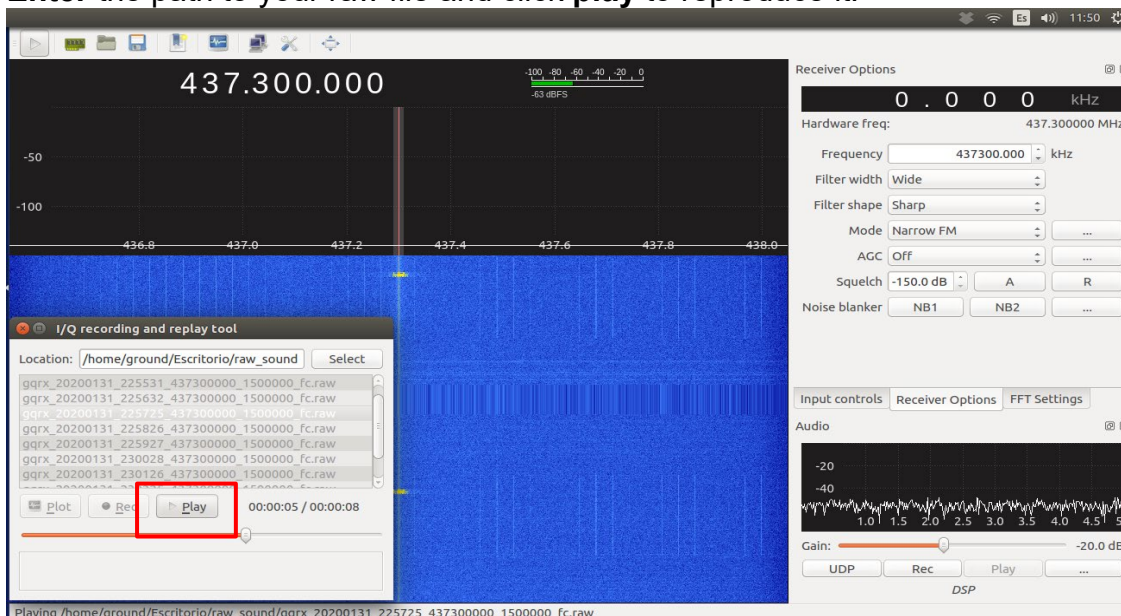 Enter the path to your raw file and click play to reproduce it.
Es 11:50
437.300.000
-100 -80 -60 -40 -20 0
-63 dBFS
-50
-100
436.8 437.0 437.2 437.4 437.6 437.8 438.0
I/Q recording and replay tool
Location: /home/ground/Escritorio/raw_sound Select
gqrx_20200131_225531_437300000_1500000_fc.raw
gqrx_20200131_225632_437300000_1500000_fc.raw
gqrx_20200131_225725_437300000_1500000_fc.raw
gqrx_20200131_225826_437300000_1500000_fc.raw
gqrx_20200131_225927_437300000_1500000_fc.raw
gqrx_20200131_230028_437300000_1500000_fc.raw
gqrx_20200131_230126_437300000_1500000_fc.raw
Plot Rec Play 00:00:05 / 00:00:08
Playing /home/ground/Escritorio/raw_sound/gqrx_20200131_225725_437300000_1500000_fc.raw
Receiver Options
0.000 kHz
Hardware freq: 437.300000 MHz
Frequency 437300.000 kHz
Filter width Wide
Filter shape Sharp
Mode Narrow FM ...
AGC Off ...
Squelch -150.0 dB A R
Noise blanker NB1 NB2 ...
Input controls Receiver Options FFT Settings
Audio
-20
-40
1.0 1.5 2.0 2.5 3.0 3.5 4.0 4.5 5
Gain: -20.0 dB
UDP Rec Play ...
DSP